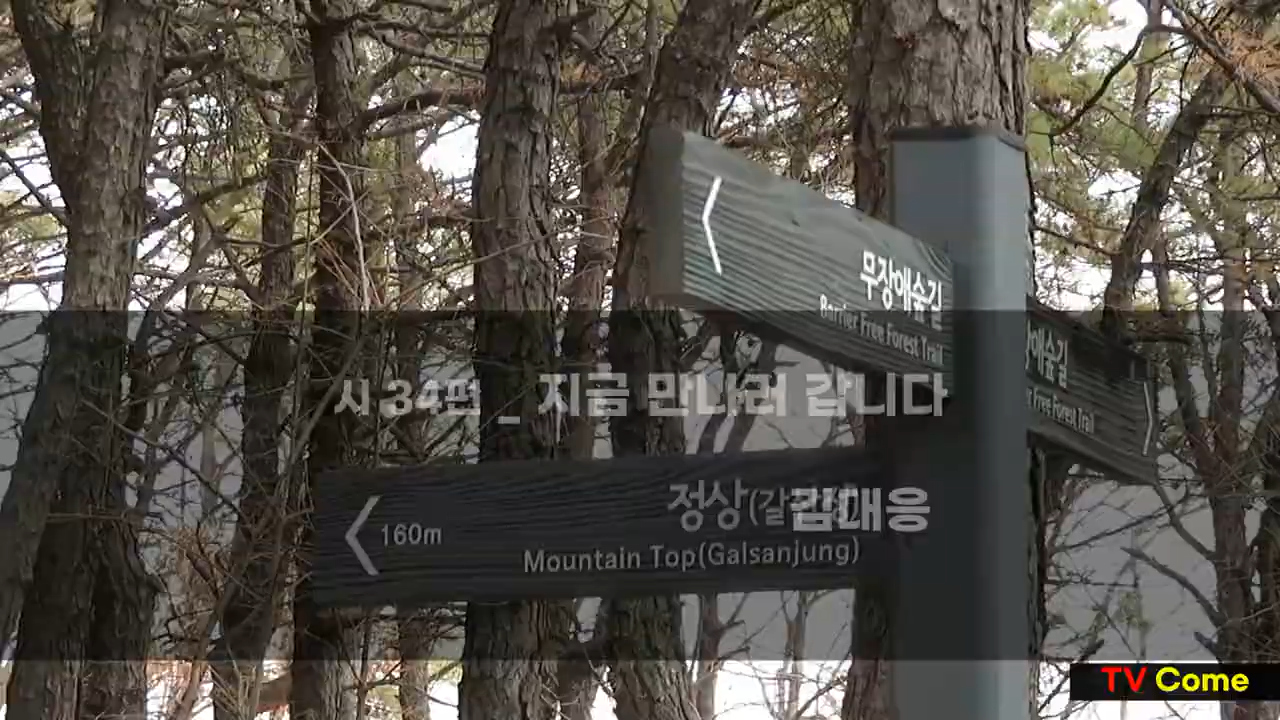 무장애숲길
Barrier Free Forest Trail
애숲길
Free Forest Trail
시 34편 _ 지금 만나러 갑니다
정상(갈
김대응
160m
Mountain Top(Galsanjung)
TV Come